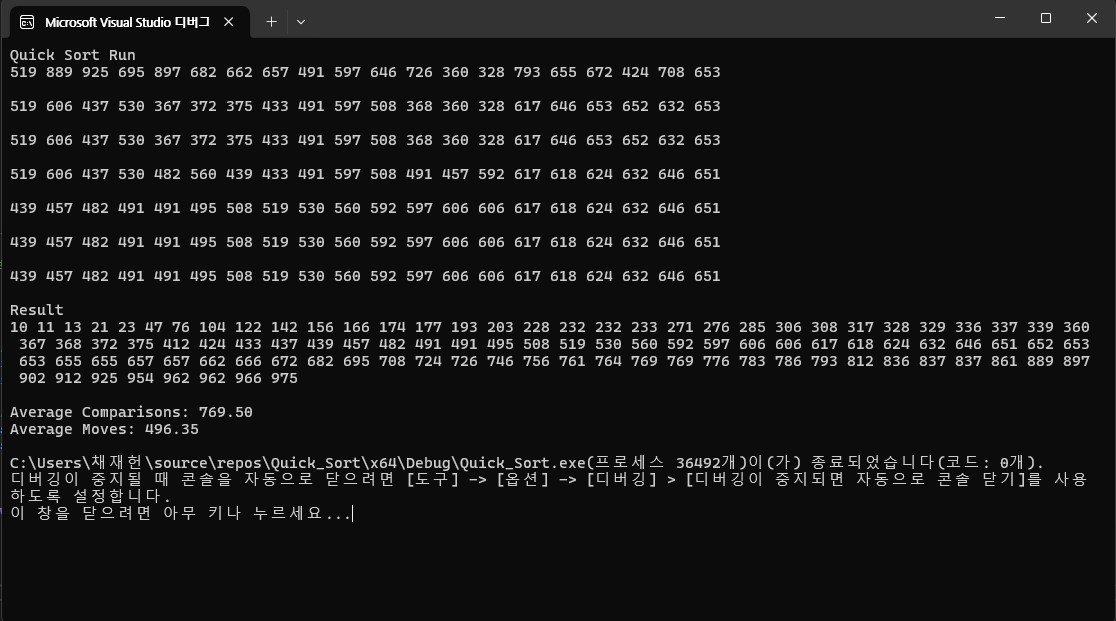 Microsoft Visual Studio 디버그
Quick Sort Run
519 889 925 695 897 682 662 657 491 597 646 726 360 328 793 655 672 424 708 653
519 606 437 530 367 372 375 433 491 597 508 368 360 328 617 646 653 652 632 653
519 606 437 530 367 372 375 433 491 597 508 368 360 328 617 646 653 652 632 653
519 606 437 530 482 560 439 433 491 597 508 491 457 592 617 618 624 632 646 651
439 457 482 491 491 495 508 519 530 560 592 597 606 606 617 618 624 632 646 651
439 457 482 491 491 495 508 519 530 560 592 597 606 606 617 618 624 632 646 651
439 457 482 491 491 495 508 519 530 560 592 597 606 606 617 618 624 632 646 651
Result
10 11 13 21 23 47 76 104 122 142 156 166 174 177 193 203 228 232 232 233 271 276 285 306 308 317 328 329 336 337 339 360
367 368 372 375 412 424 433 437 439 457 482 491 491 495 508 519 530 560 592 597 606 606 617 618 624 632 646 651 652 653
653 655 655 657 657 662 666 672 682 695 708 724 726 746 756 761 764 769 769 776 783 786 793 812 836 837 837 861 889 897
902 912 925 954 962 962 966 975
Average Comparisons: 769.50
Average Moves: 496.35
C:\Users\채재헌\source\repos\Quick_Sort\x64\Debug\Quick_Sort.exe(프로세스 36492개)이(가) 종료되었습니다(코드: 0개).
디버깅이 중지될 때 콘솔을 자동으로 닫으려면 [도구] -> [옵션] -> [디버깅] > [디버깅이 중지되면 자동으로 콘솔 닫기]를 사용
하도록 설정합니다.
이 창을 닫으려면 아무 키나 누르세요...